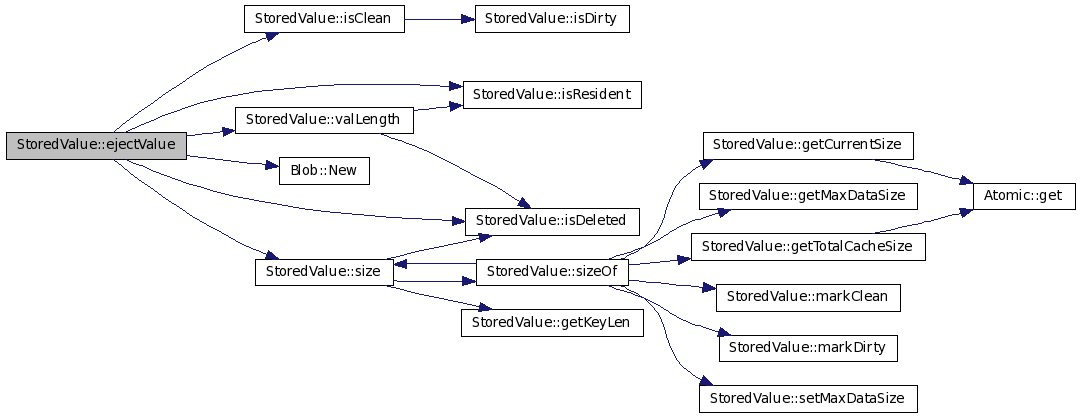 StoredValue::isClean
StoredValue::isDirty
StoredValue::isResident
StoredValue::valLength
StoredValue::ejectValue
StoredValue::getCurrentSize
Blob::New
StoredValue::getMaxDataSize
Atomic::get
StoredValue::isDeleted
StoredValue::getTotalCacheSize
StoredValue::size
StoredValue::sizeOf
StoredValue::markClean
StoredValue::getKeyLen
StoredValue::markDirty
StoredValue::setMaxDataSize